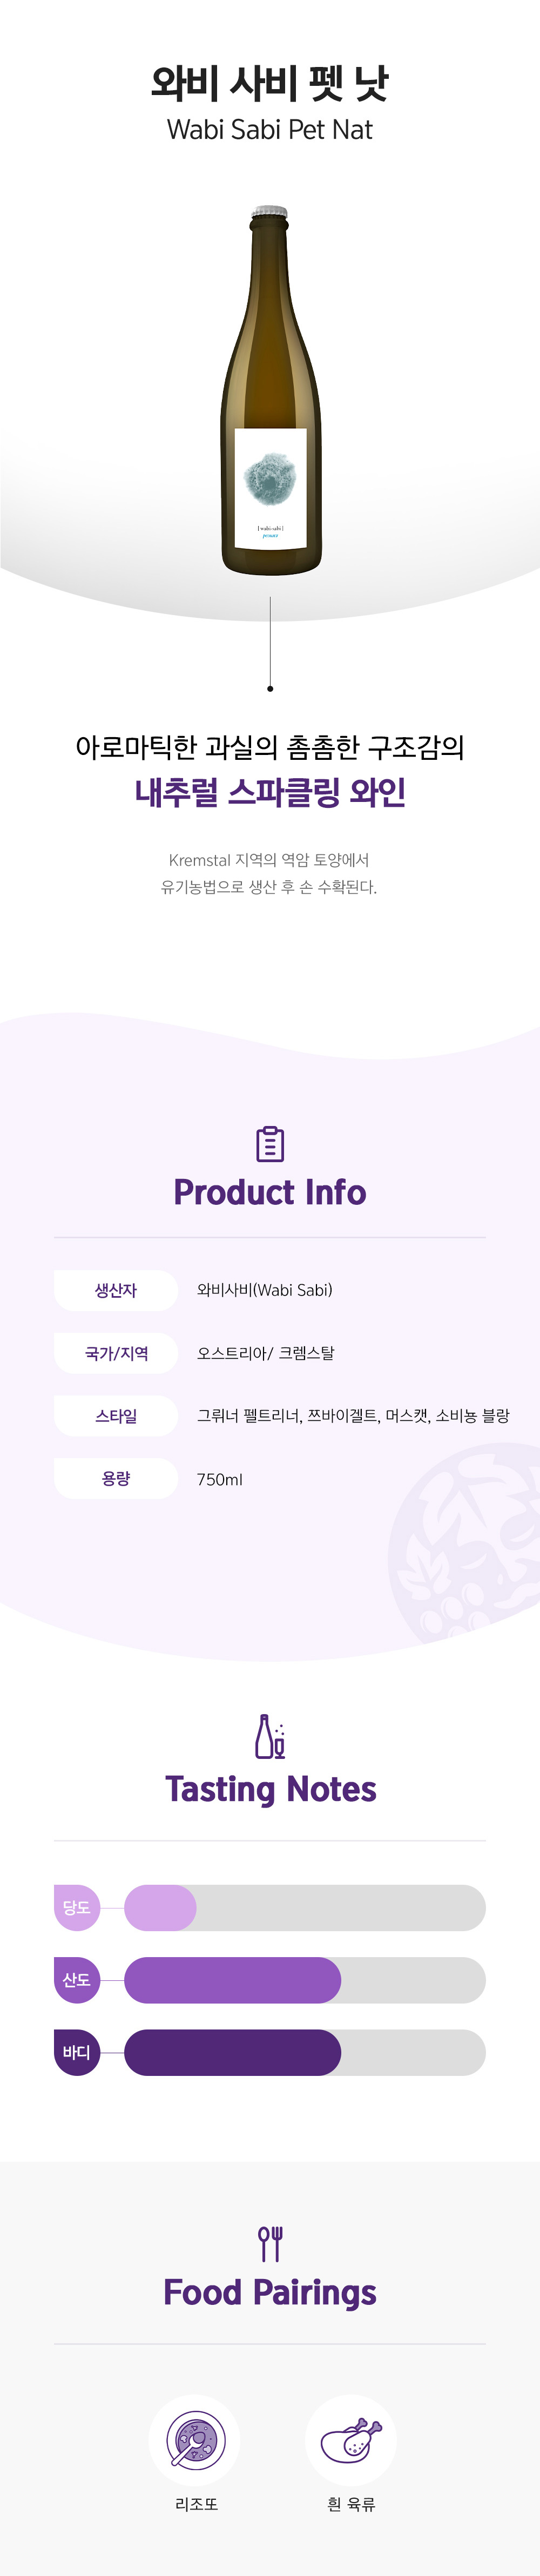 와비 사비 펫 낫
Wabi Sabi Pet Nat
[wabi-sabi]
아로마틱한 과실의 촘촘한 구조감의
내추럴 스파클링 와인
Kremstal 지역의 역암 토양에서
유기농법으로 생산 후 손 수확된다.
Product Info
생산자 와비사비(Wabi Sabi)
국가/지역 오스트리아/ 크렘스탈
스타일 그뤼너 펠트리너, 쯔바이겔트, 머스캣, 소비뇽 블랑
용량 750ml
Tasting Notes
당도
산도
바디
Food Pairings
리조또 흰 육류